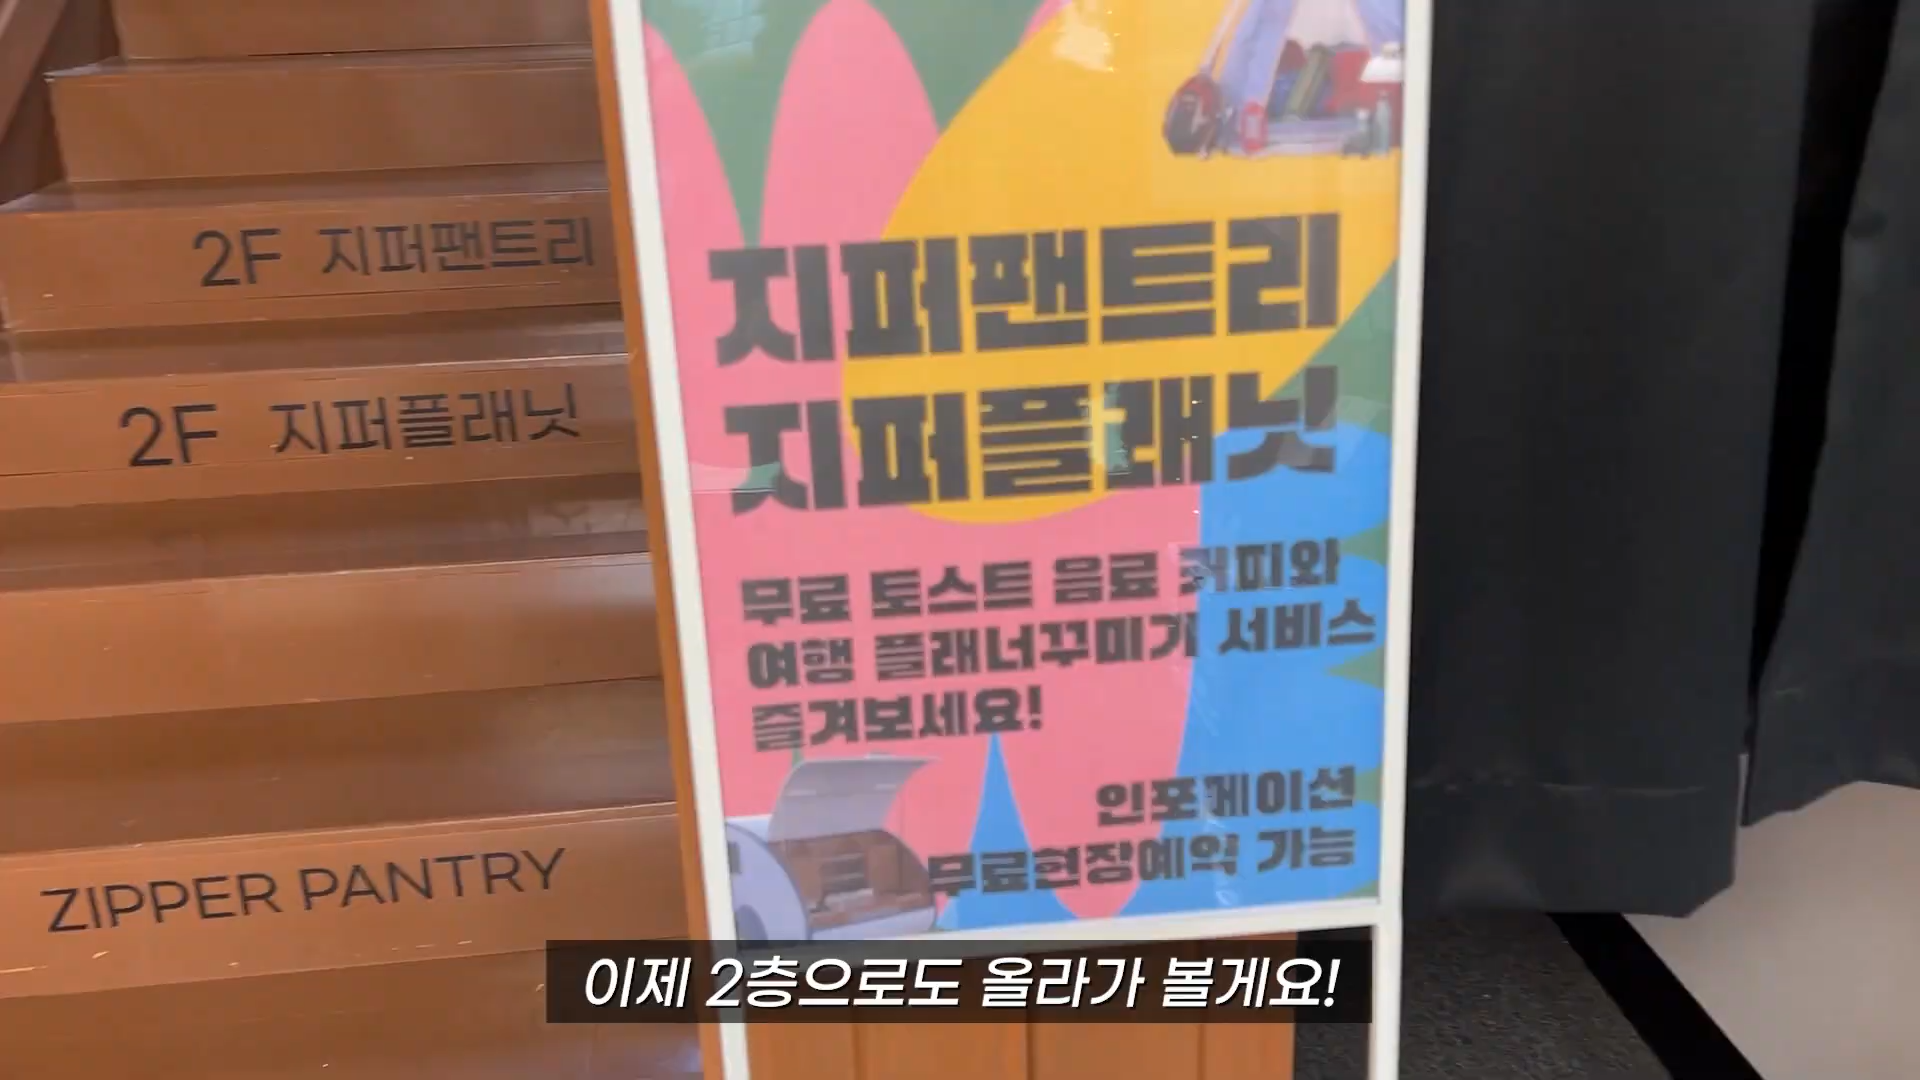 2F 지퍼팬트리
2F 지퍼플래닛
ZIPPER PANTRY
지퍼팬트리
지퍼플래닛
무료 토스트 음료 커피와
여행 플래너꾸미기 서비스
즐겨보세요!
인포메이션
무료현장예약 가능
이제 2층으로도 올라가 볼게요!